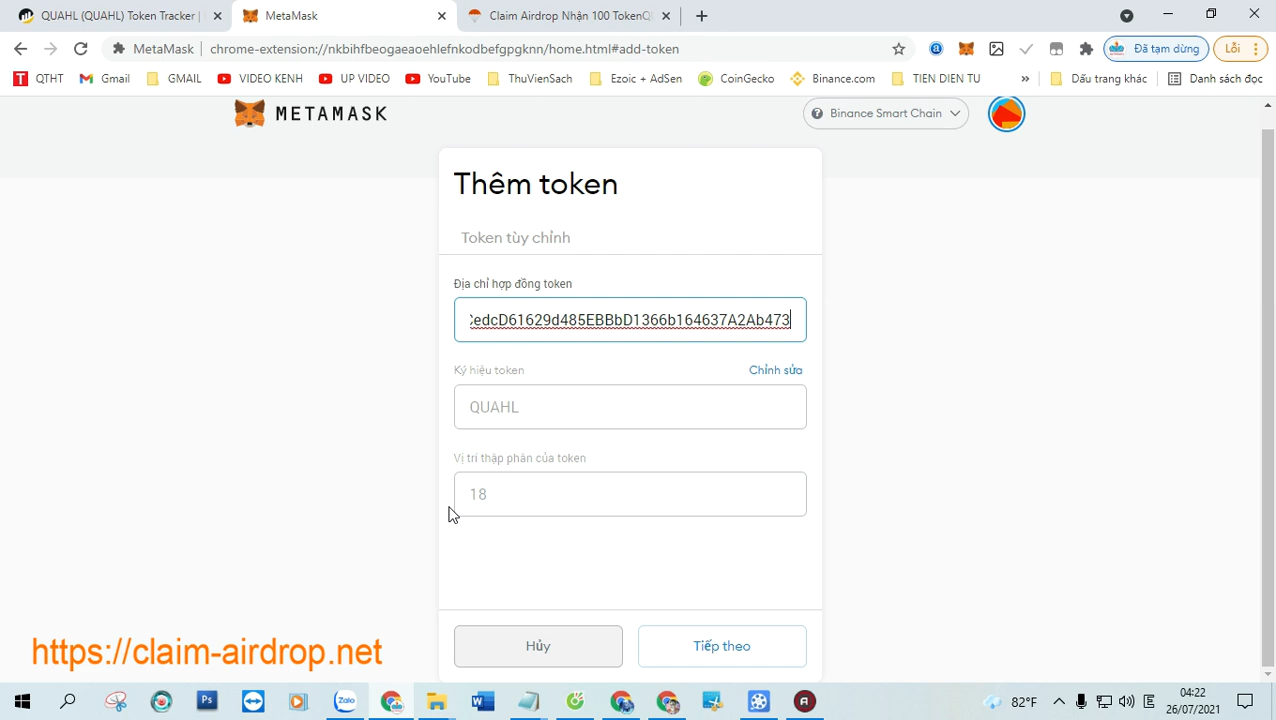 QUAHL (QUAHL) Token Tracker |
MetaMask
Claim Airdrop Nhận 100 TokenQU
MetaMask
chrome-extension://nkbihfbeogaeaoehlefnkodbefgpgknn/home.html#add-token
Đã tạm dừng
Lỗi
QTHT
Gmail
GMAIL
VIDEO KENH
UP VIDEO
YouTube
ThuVienSach
Ezoic + AdSen
CoinGecko
Binance.com
TIEN DIEN TU
»
Dấu trang khác
Danh sách đọc
METAMASK
Binance Smart Chain
Thêm token
Token tùy chỉnh
Địa chỉ hợp đồng token
edcD61629d485EBBbD1366b164637A2Ab473
Ký hiệu token
Chỉnh sửa
QUAHL
Vị trí thập phân của token
18
Hủy
Tiếp theo
https://claim-airdrop.net
Ps
Zalo
82°F
04:22
26/07/2021